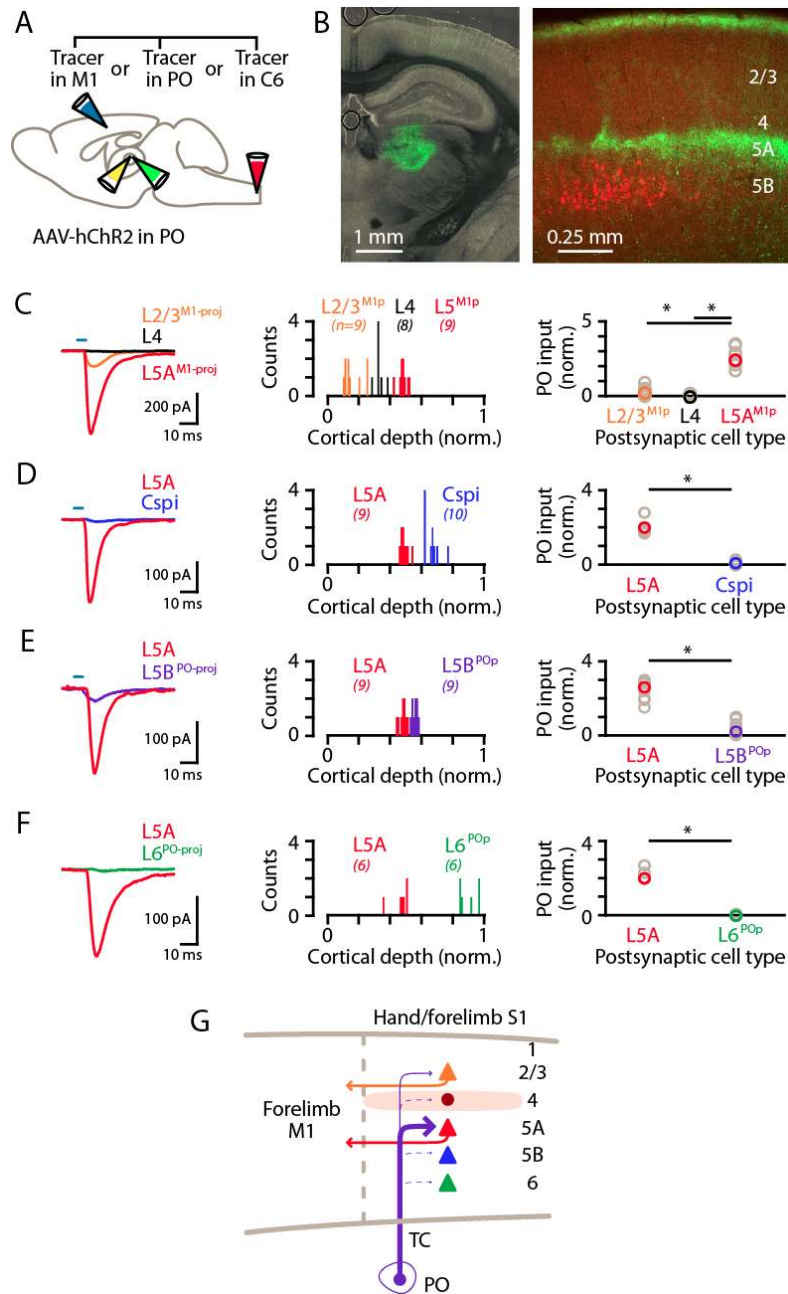 A
Tracer in M1 or Tracer in PO or Tracer in C6
AAV-hChR2 in PO
B
1 mm
2/3
4
5A
5B
0.25 mm
C
L2/3M1-proj
L4
L5AM1-proj
200 pA
10 ms
4
Counts
0
L2/3M1p
(n=9)
L4
(8)
L5M1p
(9)
0 1
Cortical depth (norm.)
5
PO input
(norm.)
0
* *
L2/3M1p L4 L5AM1p
Postsynaptic cell type
D
L5A
Cspi
100 pA
10 ms
4
Counts
0
L5A
(9)
Cspi
(10)
0 1
Cortical depth (norm.)
4
PO input
(norm.)
0
*
L5A Cspi
Postsynaptic cell type
E
L5A
L5BPO-proj
100 pA
10 ms
4
Counts
0
L5A
(9)
L5BPOp
(9)
0 1
Cortical depth (norm.)
4
PO input
(norm.)
0
*
L5A L5BPOp
Postsynaptic cell type
F
L5A
L6PO-proj
100 pA
10 ms
4
Counts
0
L5A
(6)
L6POp
(6)
0 1
Cortical depth (norm.)
4
PO input
(norm.)
0
*
L5A L6POp
Postsynaptic cell type
G
Hand/forelimb S1
1
2/3
4
5A
5B
6
Forelimb
M1
TC
PO